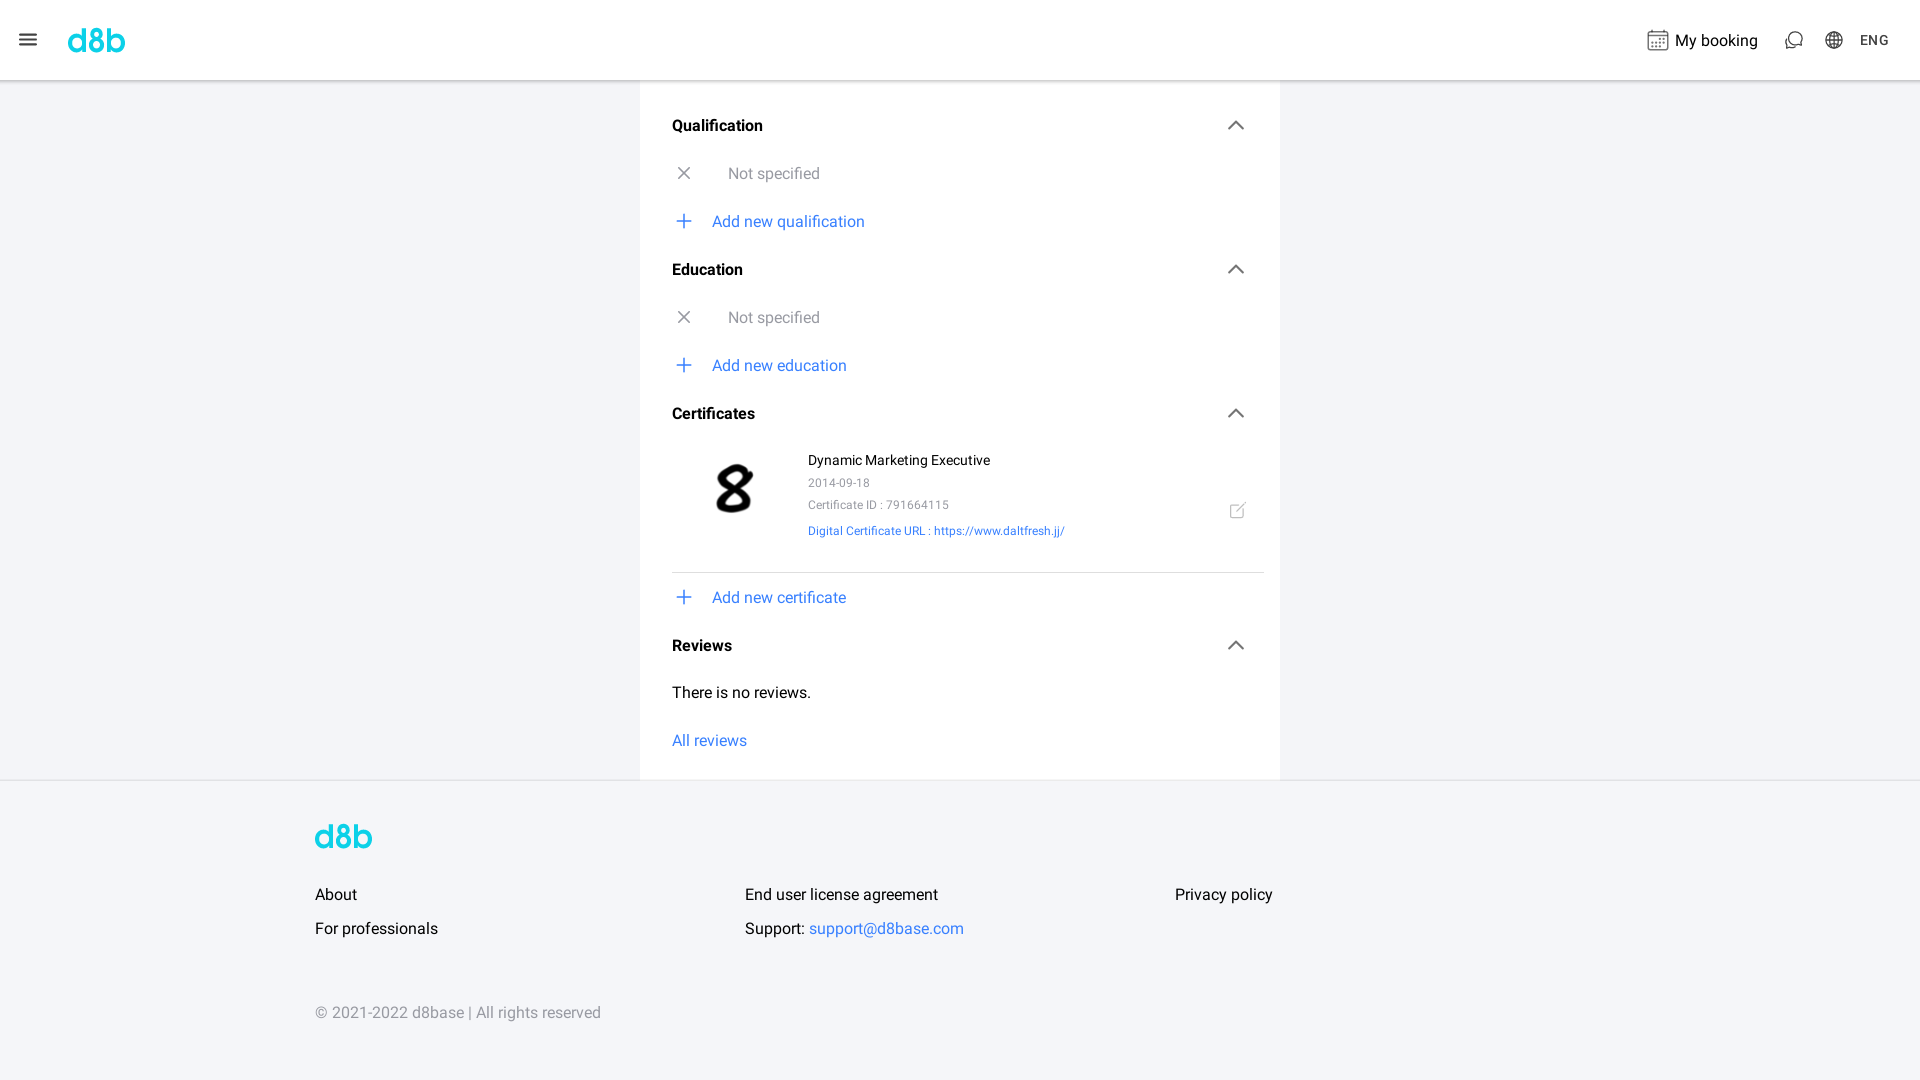 d8b
My booking
ENG
Qualification
Not specified
Add new qualification
Education
Not specified
Add new education
Certificates
8
Dynamic Marketing Executive
2014-09-18
Certificate ID : 791664115
Digital Certificate URL : https://www.daltfresh.jj/
Add new certificate
Reviews
There is no reviews.
All reviews
d8b
About
End user license agreement
Privacy policy
For professionals
Support: support@d8base.com
© 2021-2022 d8base | All rights reserved